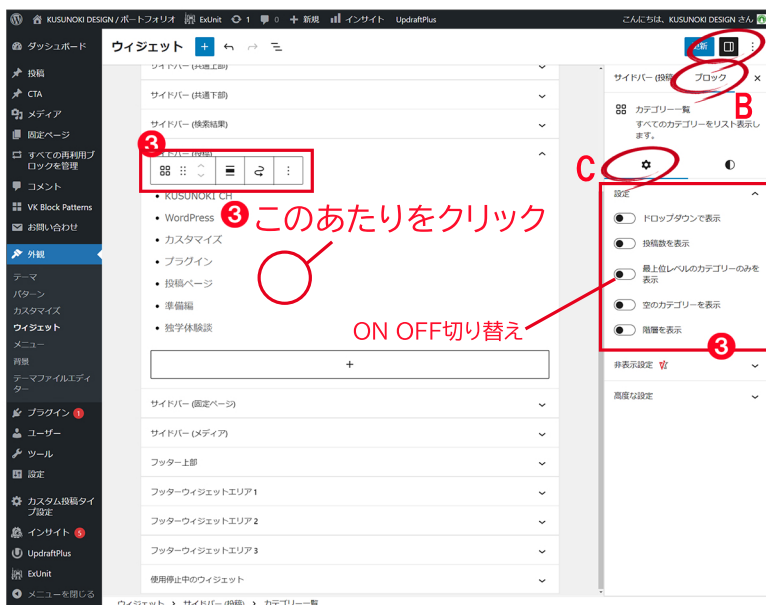 KUSUNOKI DESIGN / ポートフォリオ ExUnit 1 0 + 新規 インサイト UpdraftPlus こんにちは、KUSUNOKI DESIGN さん
ダッシュボード
投稿
CTA
メディア
固定ページ
すべての再利用ブ
ロックを管理
コメント
VK Block Patterns
お問い合わせ
外観
テーマ
パターン
カスタマイズ
ウィジェット
メニュー
背景
テーマファイルエディ
ター
プラグイン 1
ユーザー
ツール
設定
カスタム投稿タイ
プ設定
インサイト 5
UpdraftPlus
ExUnit
メニューを閉じる
ウィジェット
サイドバー (共通上部)
サイドバー (共通下部)
サイドバー (検索結果)
サイドバー (投稿)
3
KUSUNOKI CH
WordPress
カスタマイズ
プラグイン
投稿ページ
準備編
独学体験談
3 このあたりをクリック
ON OFF切り替え
+
サイドバー (固定ページ)
サイドバー (メディア)
フッター上部
フッターウィジェットエリア 1
フッターウィジェットエリア 2
フッターウィジェットエリア 3
使用停止中のウィジェット
ウィジェット > サイドバー (投稿) > カテゴリー一覧
更新
サイドバー (投稿) ブロック ×
B
カテゴリー一覧
すべてのカテゴリーをリスト表示し
ます。
C
設定
ドロップダウンで表示
投稿数を表示
最上位レベルのカテゴリーのみを
表示
空のカテゴリーを表示
階層を表示
3
非表示設定
高度な設定